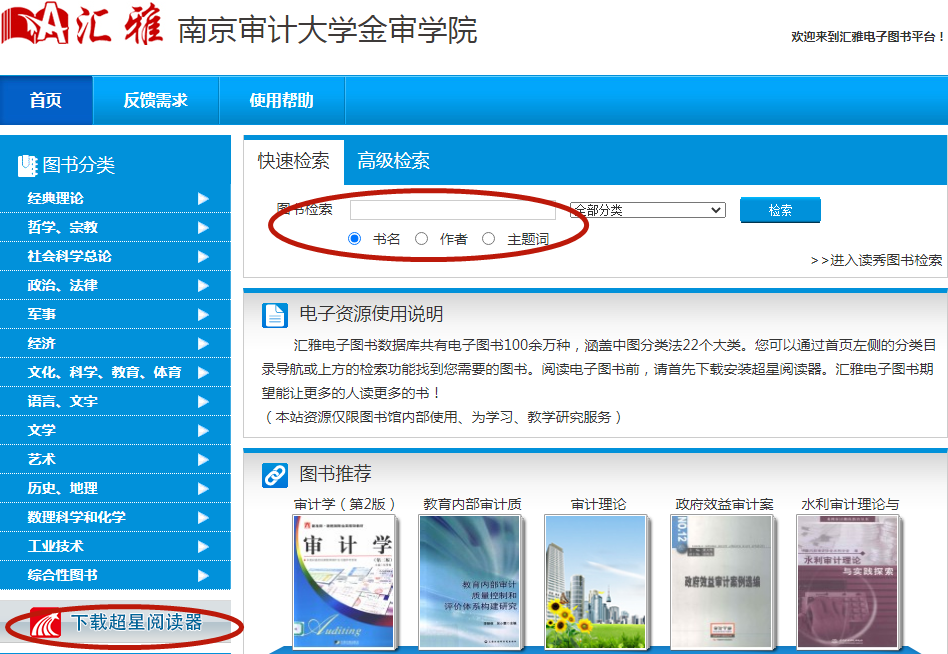 汇雅 南京审计大学金审学院
欢迎来到汇雅电子图书平台！
首页 反馈需求 使用帮助
图书分类
经典理论
哲学、宗教
社会科学总论
政治、法律
军事
经济
文化、科学、教育、体育
语言、文字
文学
艺术
历史、地理
数理科学和化学
工业技术
综合性图书
下载超星阅读器
快速检索 高级检索
图书检索 全部分类 检索
书名 作者 主题词
>>进入读秀图书检索
电子资源使用说明
汇雅电子图书数据库共有电子图书100余万种，涵盖中图分类法22个大类。您可以通过首页左侧的分类目
录导航或上方的检索功能找到您需要的图书。阅读电子图书前，请首先下载安装超星阅读器。汇雅电子图书期
望能让更多的人读更多的书！
（本站资源仅限图书馆内部使用、为学习、教学研究服务）
图书推荐
审计学（第2版） 教育内部审计质 审计理论 政府效益审计案 水利审计理论与
审计学
Auditing
教育内部审计
质量控制和
评价体系构建研究
NO.12
政府效益审计案例选编
水利审计理论
与实践探索